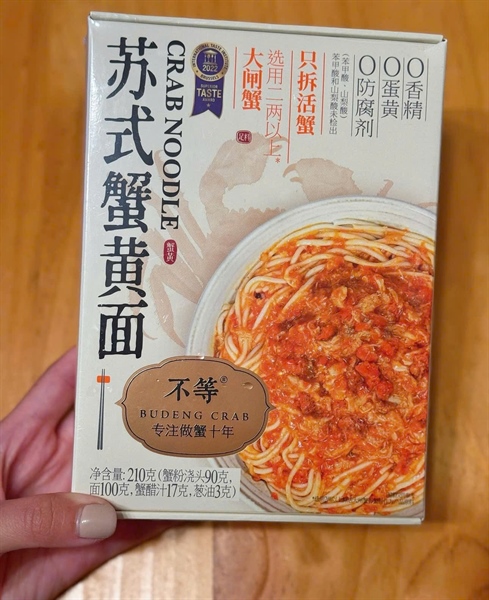 苏式蟹黄面
CRAB NOODLE
2022
SUPERIOR
TASTE
AWARD
大闸蟹
选用二两以上*
只拆活蟹
足料
(苯甲酸、山梨酸)
苯甲酸和山梨酸未检出
0防腐剂
0蛋黄
0香精
不等®
BUDENG CRAB
专注做蟹十年
净含量:210克(蟹粉浇头90克,
面100克,蟹醋汁17克,葱油3克)